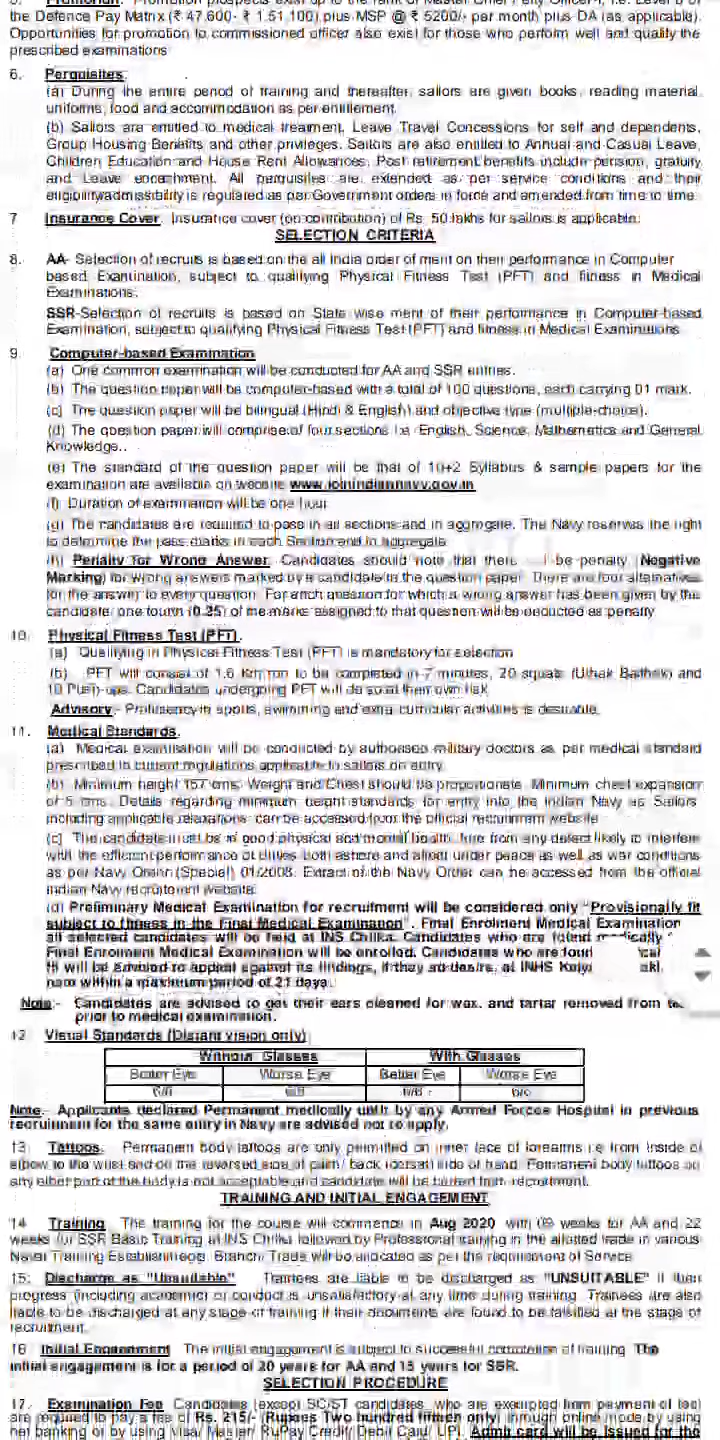 the Defence Pay Matrix (₹ 47,600- ₹ 1,51,100) plus MSP @ ₹ 5200/- per month plus DA (as applicable).
Opportunities for promotion to commissioned officer also exist for those who perform well and qualify the
prescribed examinations
6. Perquisites
(a) During the entire period of training and thereafter, sailors are given books, reading material,
uniforms, food and accommodation as per entitlement.
(b) Sailors are entitled to medical treatment, Leave Travel Concessions for self and dependents,
Group Housing Benefits and other privileges. Sailors are also entitled to Annual and Casual Leave,
Children Education and House Rent Allowances. Post retirement benefits include pension, gratuity
and Leave encashment. All perquisites are extended as per service conditions and their
eligibility/admissibility is regulated as per Government orders in force and amended from time to time.
7 Insurance Cover. Insurance cover (on contribution) of Rs. 50 lakhs for sailors is applicable.
SELECTION CRITERIA
8. AA- Selection of recruits is based on the all India order of merit on their performance in Computer
based Examination, subject to qualifying Physical Fitness Test (PFT) and fitness in Medical
Examinations.
SSR-Selection of recruits is based on State wise merit of their performance in Computer-based
Examination, subject to qualifying Physical Fitness Test (PFT) and fitness in Medical Examinations.
9 Computer-based Examination
(a) One common examination will be conducted for AA and SSR entries.
(b) The question paper will be computer-based with a total of 100 questions, each carrying 01 mark.
(c) The question paper will be bilingual (Hindi & English) and objective type (multiple-choice).
(d) The question paper will comprise of four sections i.e English, Science, Mathematics and General
Knowledge..
(e) The standard of the question paper will be that of 10+2 Syllabus & sample papers for the
examination are available on website www.joinindiannavy.gov.in
(f) Duration of examination will be one hour
(g) The candidates are required to pass in all sections and in aggregate. The Navy reserves the right
to determine the pass marks in each Section and in aggregate
(h) Penalty for Wrong Answer. Candidates should note that there be penalty (Negative
Marking) for wrong answers marked by a candidate in the question paper. There are four alternatives
for the answer to every question. For each question for which a wrong answer has been given by the
candidate, one fourth (0.25) of the marks assigned to that question will be deducted as penalty
10. Physical Fitness Test (PFT).
(a) Qualifying in Physical Fitness Test (PFT) is mandatory for selection
(b) PFT will consist of 1.6 Km run to be completed in 7 minutes, 20 squats (Uthak Baithak) and
10 Push-ups. Candidates undergoing PFT will do so at their own risk
Advisory:- Proficiency in sports, swimming and extra curricular activities is desirable.
11. Medical Standards.
(a) Medical examination will be conducted by authorised military doctors as per medical standard
prescribed in current regulations applicable to sailors on entry
(b) Minimum height 157 cms. Weight and Chest should be proportionate. Minimum chest expansion
of 5 cms. Details regarding minimum height standards for entry into the Indian Navy as Sailors
including applicable relaxations can be accessed from the official recruitment website
(c) The candidate must be in good physical and mental health, free from any defect likely to interfere
with the efficient performance of duties both ashore and afloat under peace as well as war conditions
as per Navy Order (Special) 01/2008. Extract of the Navy Order can be accessed from the official
Indian Navy recruitment website
(d) Preliminary Medical Examination for recruitment will be considered only "Provisionally fit
subject to fitness in the Final Medical Examination". Final Enrolment Medical Examination
all selected candidates will be held at INS Chilka. Candidates who are found medically
Final Enrolment Medical Examination will be enrolled. Candidates who are
fit will be advised to appeal against its findings, if they so desire, at INHS
within a maximum period of 21 days.
Note:- Candidates are advised to get their ears cleaned for wax, and tartar removed from
prior to medical examination.
12 Visual Standards (Distant vision only)
Without Glasses With Glasses
Better Eye Worse Eye Better Eye Worse Eye
6/6
Note:- Applicants declared Permanent medically unfit by any Armed Forces Hospital in previous
recruitment for the same entry in Navy are advised not to apply.
13. Tattoos. Permanent body tattoos are only permitted on inner face of forearms i.e from inside of
elbow to the wrist and on the reversed side of palm/ back (dorsal) side of hand. Permanent body tattoos on
any other part of the body is not acceptable and candidate will be barred from recruitment.
TRAINING AND INITIAL ENGAGEMENT
14 Training The training for the course will commence in Aug 2020 with 09 weeks for AA and 22
weeks for SSR Basic Training at INS Chilka followed by Professional training in the allotted trade in various
Naval Training Establishments. Branch/ Trade will be allocated as per the requirement of Service
15. Discharge as "Unsuitable" Trainees are liable to be discharged as "UNSUITABLE" if their
progress (including academic) or conduct is unsatisfactory at any time during training. Trainees are also
liable to be discharged at any stage of training if their documents are found to be falsified at the stage of
recruitment.
16 Initial Engagement The initial engagement is subject to successful completion of training. The
initial engagement is for a period of 20 years for AA and 15 years for SSR.
SELECTION PROCEDURE
17. Examination Fee Candidates (except SC/ST candidates, who are exempted from payment of fee)
are required to pay a fee of Rs. 215/- (Rupees Two hundred fifteen only) through online mode by using
net banking or by using Visa/ Master/ RuPay Credit/ Debit Card/ UPI. Admit card will be issued for the